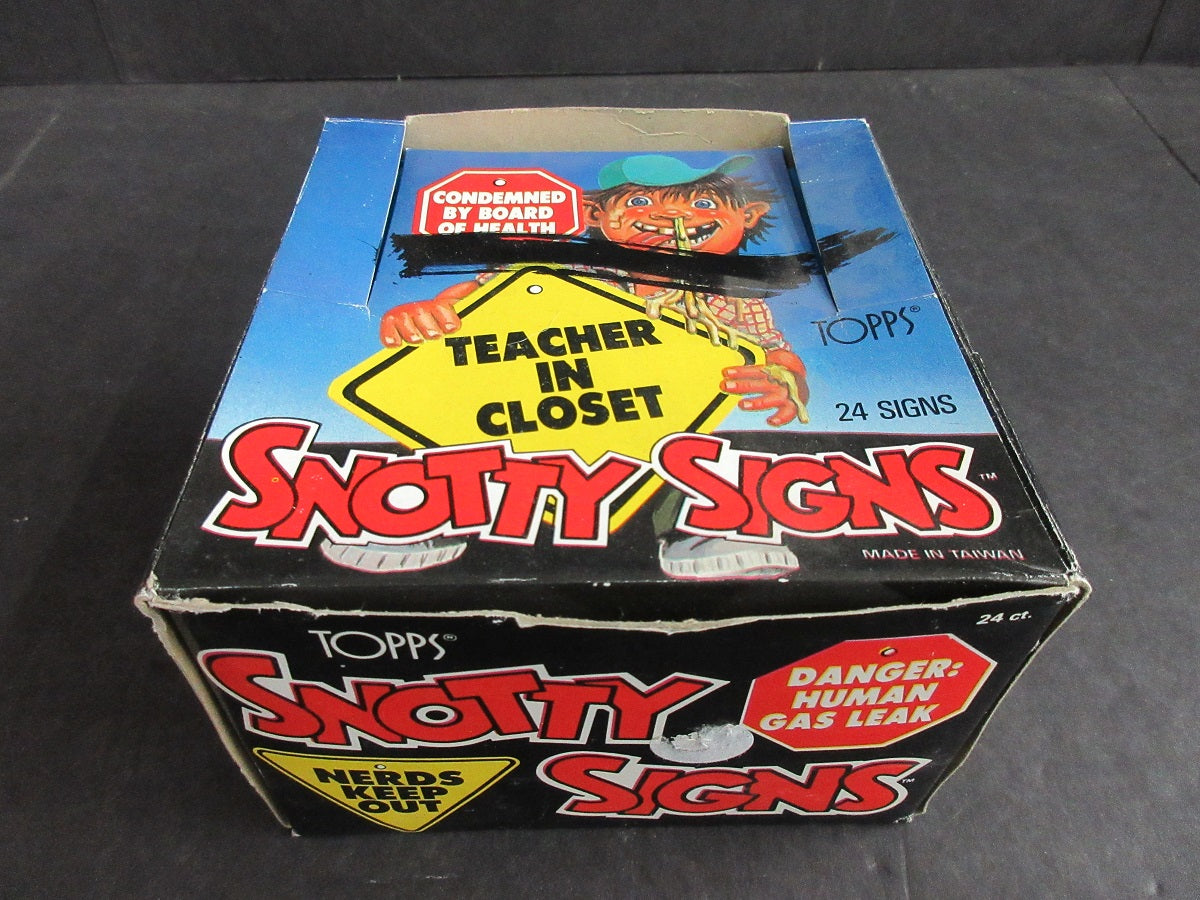 CONDEMNED
BY BOARD
OF HEALTH
TEACHER
IN
CLOSET
TOPPS®
24 SIGNS
SNOTTY SIGNS™
MADE IN TAIWAN
24 ct.
TOPPS®
SNOTTY
SIGNS™
DANGER:
HUMAN
GAS LEAK
NERDS
KEEP
OUT